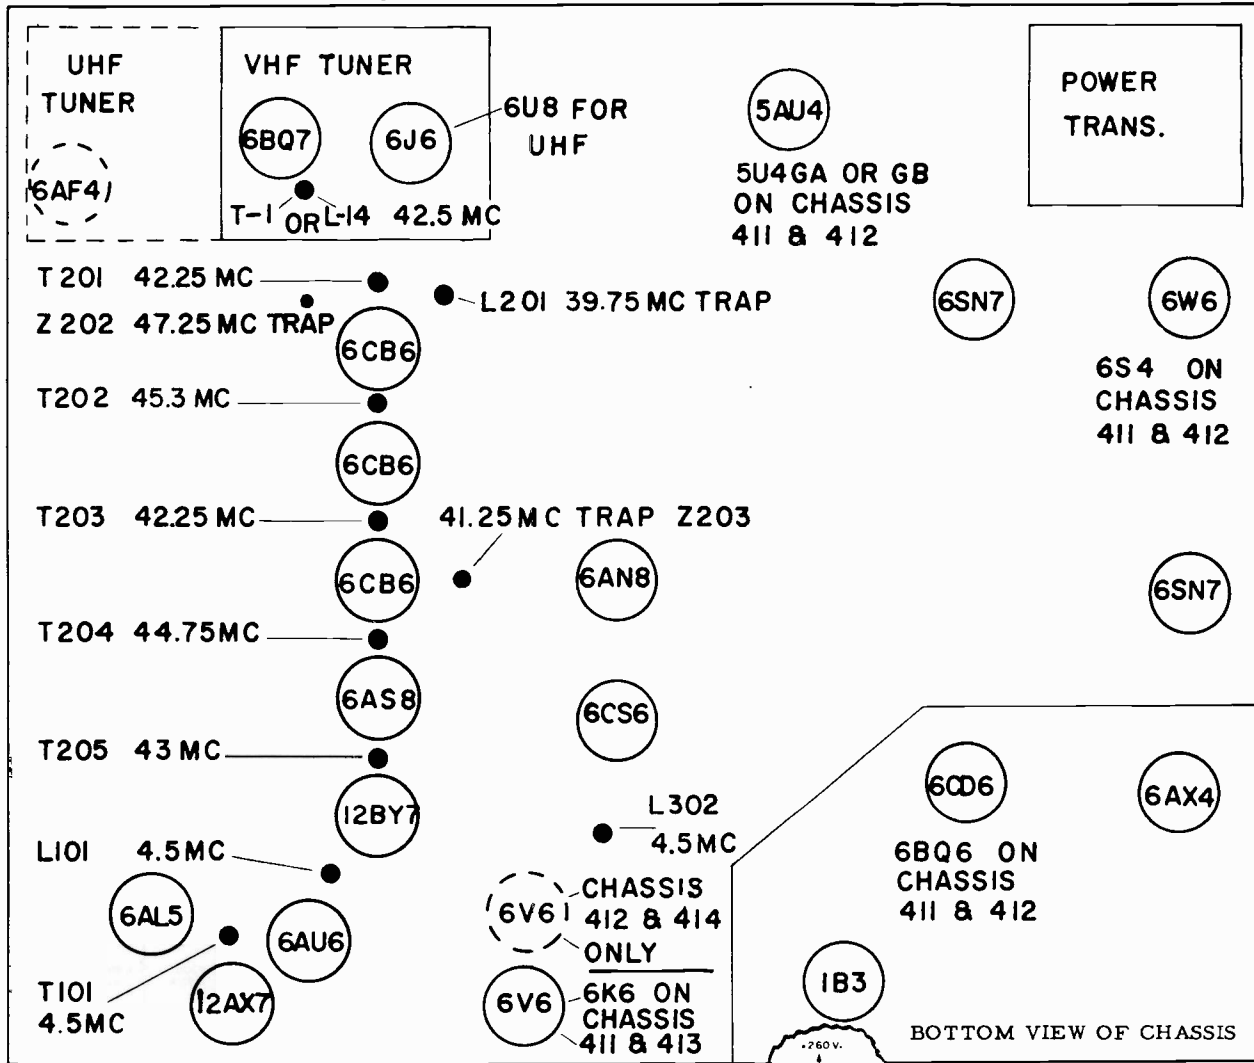 UHF
TUNER
6AF4
VHF TUNER
6BQ7
6J6
6U8 FOR
UHF
T-1 OR L-14 42.5 MC
5AU4
5U4GA OR GB
ON CHASSIS
411 & 412
POWER
TRANS.
T201 42.25 MC
Z 202 47.25 MC TRAP
L201 39.75 MC TRAP
6CB6
6SN7
6W6
6S4 ON
CHASSIS
411 & 412
T202 45.3 MC
6CB6
T203 42.25 MC
41.25 MC TRAP Z203
6CB6
6AN8
6SN7
T204 44.75MC
6AS8
6CS6
T205 43 MC
12BY7
L302
4.5MC
6CD6
6AX4
6BQ6 ON
CHASSIS
411 & 412
L101 4.5MC
6AL5
6AU6
6V6
CHASSIS
412 & 414
ONLY
T101
4.5MC
12AX7
6V6
6K6 ON
CHASSIS
411 & 413
1B3
+260V.
BOTTOM VIEW OF CHASSIS